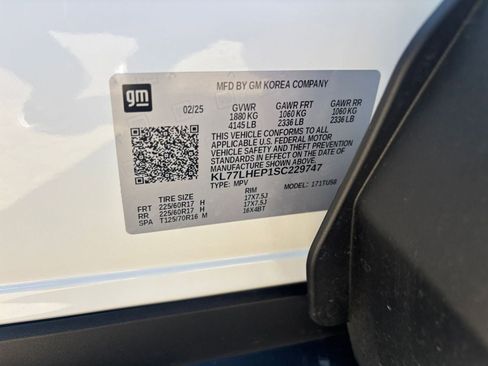 gm
MFD BY GM KOREA COMPANY
02/25 GVWR GAWR FRT GAWR RR
1880 KG 1060 KG 1060 KG
4145 LB 2336 LB 2336 LB
THIS VEHICLE CONFORMS TO ALL
APPLICABLE U.S. FEDERAL MOTOR
VEHICLE SAFETY AND THEFT
PREVENTION STANDARDS IN EFFECT ON THE DATE OF
MANUFACTURE SHOWN ABOVE.
KL77LHEP1SC229747
TYPE: MPV MODEL: 1TU58
TIRE SIZE RIM
FRT 225/60R17 H 17X7.5J
RR 225/60R17 H 17X7.5J
SPA T125/70R16 M 16X4BT